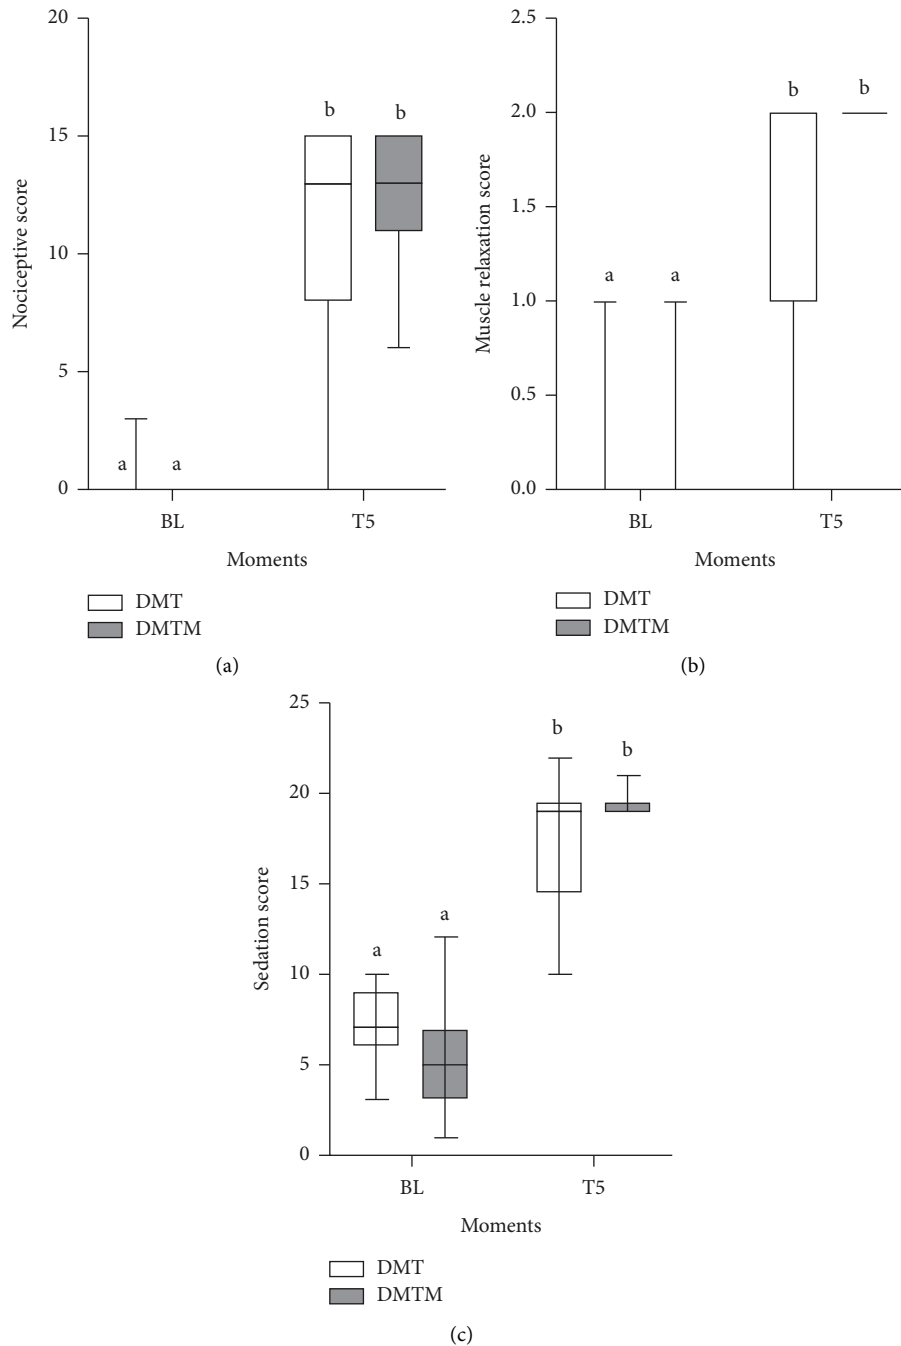 20
15
10
5
0
Nociceptive score
b
b
a
a
BL
T5
Moments
DMT
DMTM
(a)
2.5
2.0
1.5
1.0
0.5
0.0
Muscle relaxation score
b
b
a
a
BL
T5
Moments
DMT
DMTM
(b)
25
20
15
10
5
0
Sedation score
b
b
a
a
BL
T5
Moments
DMT
DMTM
(c)